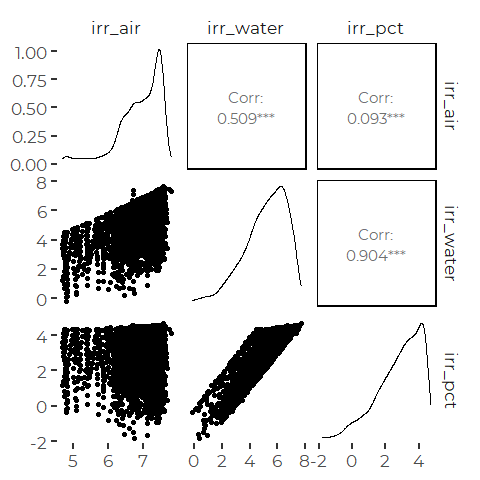 irr_air irr_water irr_pct
1.00
0.75
0.50
0.25
0.00
Corr:
0.509***
Corr:
0.093***
irr_air
8
6
4
2
0
Corr:
0.904***
irr_water
4
2
0
-2
irr_pct
5 6 7 0 2 4 6 8 -2 0 2 4